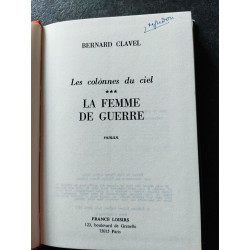 BERNARD CLAVEL
Les colonnes du ciel
★★★
LA FEMME
DE GUERRE
roman
FRANCE LOISIRS
123, boulevard de Grenelle
75015 Paris